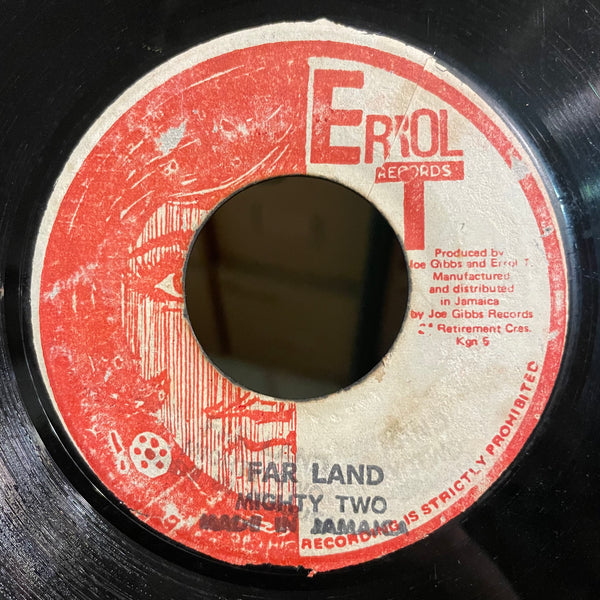 ERROL T
RECORDS
Produced by
Joe Gibbs and Errol T.
Manufactured
and distributed
in Jamaica
by Joe Gibbs Records
Retirement Cres.
Kgn 5
FAR LAND
MIGHTY TWO
MADE IN JAMAICA
RECORDING IS STRICTLY PROHIBITED